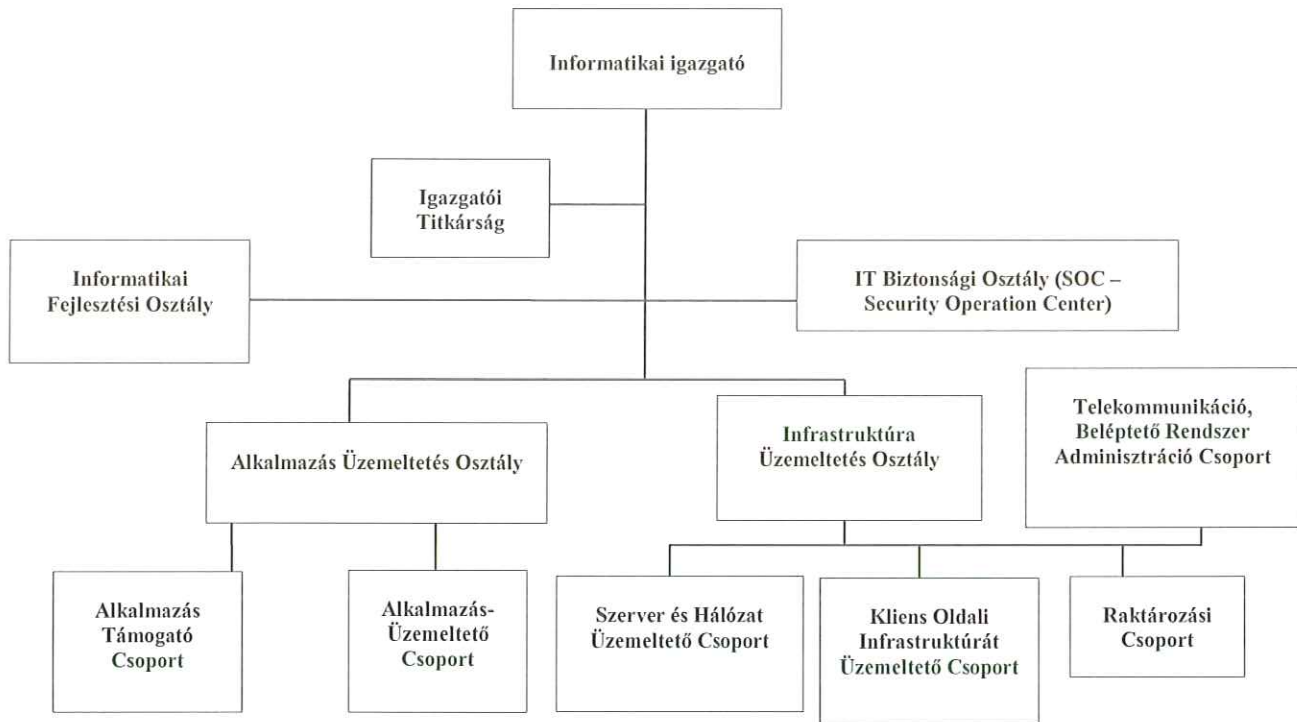 Informatikai igazgató
Igazgatói
Titkárság
Informatikai
Fejlesztési Osztály
IT Biztonsági Osztály (SOC –
Security Operation Center)
Alkalmazás Üzemeltetés Osztály
Infrastruktúra
Üzemeltetés Osztály
Telekommunikáció,
Beléptető Rendszer
Adminisztráció Csoport
Alkalmazás
Támogató
Csoport
Alkalmazás-
Üzemeltető
Csoport
Szerver és Hálózat
Üzemeltető Csoport
Kliens Oldali
Infrastruktúrát
Üzemeltető Csoport
Raktározási
Csoport